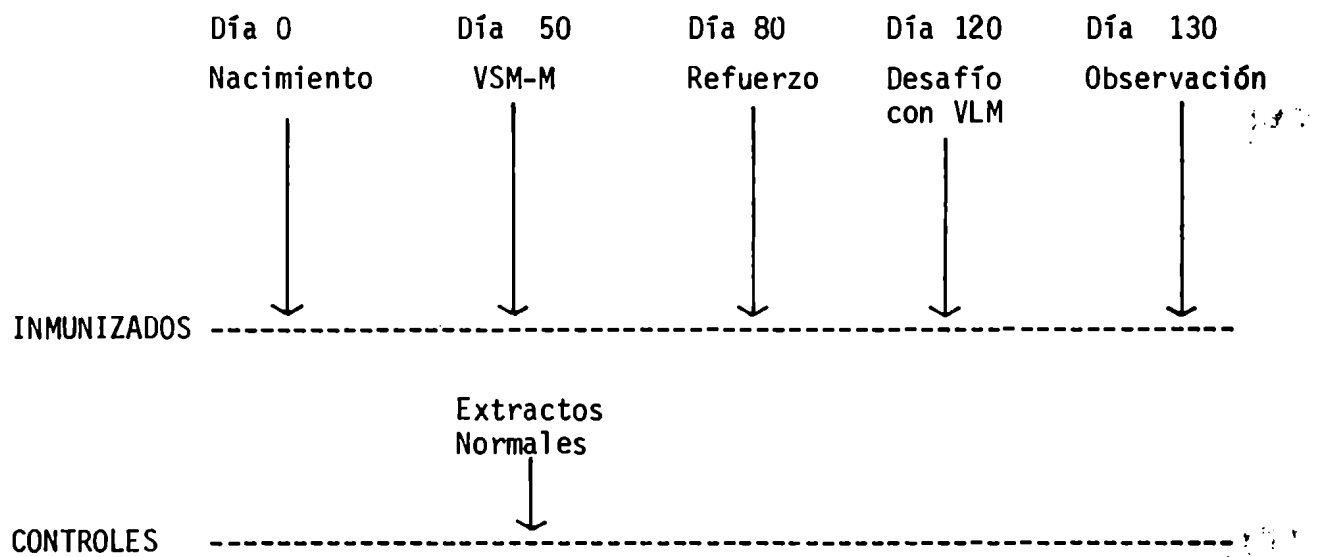 Día 0 Día 50 Día 80 Día 120 Día 130
Nacimiento VSM-M Refuerzo Desafío Observación
con VLM
INMUNIZADOS
Extractos
Normales
CONTROLES